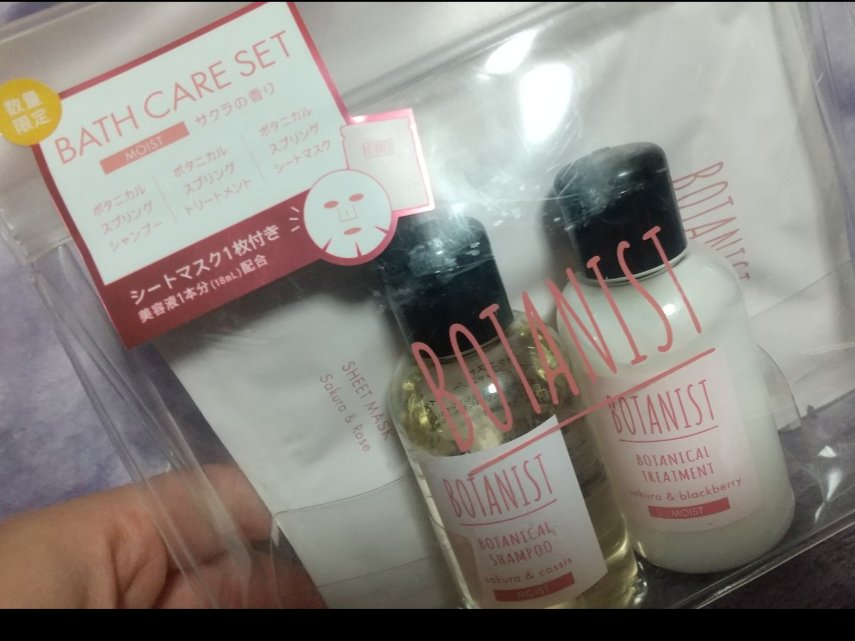 数量
限定
BATH CARE SET
MOIST サクラの香り
ボタニカル
スプリング
シャンプー
ボタニカル
スプリング
トリートメント
ボタニカル
スプリング
シートマスク
BOTANIST
シートマスク1枚付き
美容液1本分(18mL)配合
SHEET MASK
Sakura & Rose
BOTANIST
BOTANIST
BOTANIST
BOTANICAL
SHAMPOO
sakura & cassis
MOIST
BOTANIST
BOTANICAL
TREATMENT
sakura & blackberry
MOIST